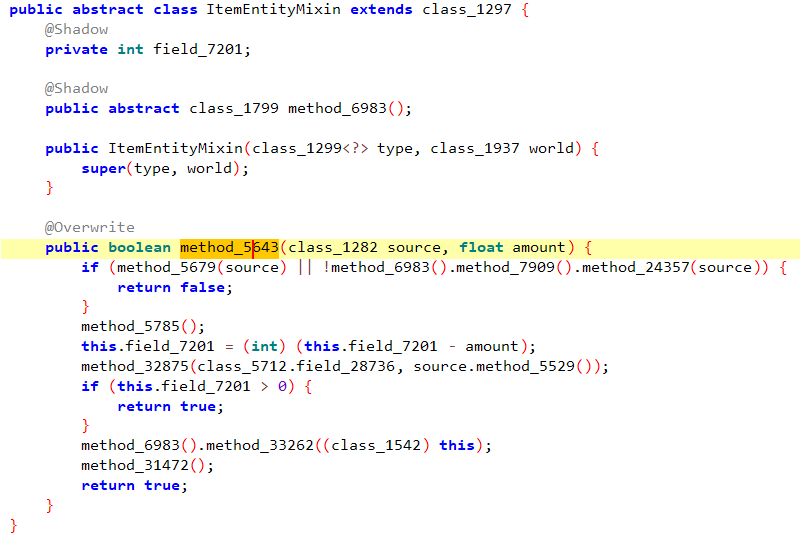 public abstract class ItemEntityMixin extends class_1297 {
@Shadow
private int field_7201;
@Shadow
public abstract class_1799 method_6983();
public ItemEntityMixin(class_1299<?> type, class_1937 world) {
super(type, world);
}
@Overwrite
public boolean method_5643(class_1282 source, float amount) {
if (method_5679(source) || !method_6983().method_7909().method_24357(source)) {
return false;
}
method_5785();
this.field_7201 = (int) (this.field_7201 - amount);
method_32875(class_5712.field_28736, source.method_5529());
if (this.field_7201 > 0) {
return true;
}
method_6983().method_33262((class_1542) this);
method_31472();
return true;
}
}